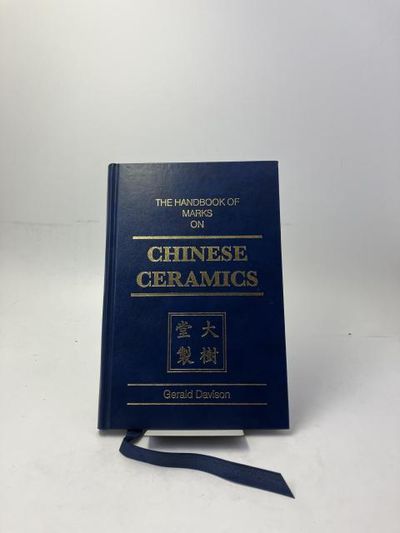 THE HANDBOOK OF
MARKS
ON
CHINESE
CERAMICS
大樹
堂製
Gerald Davison